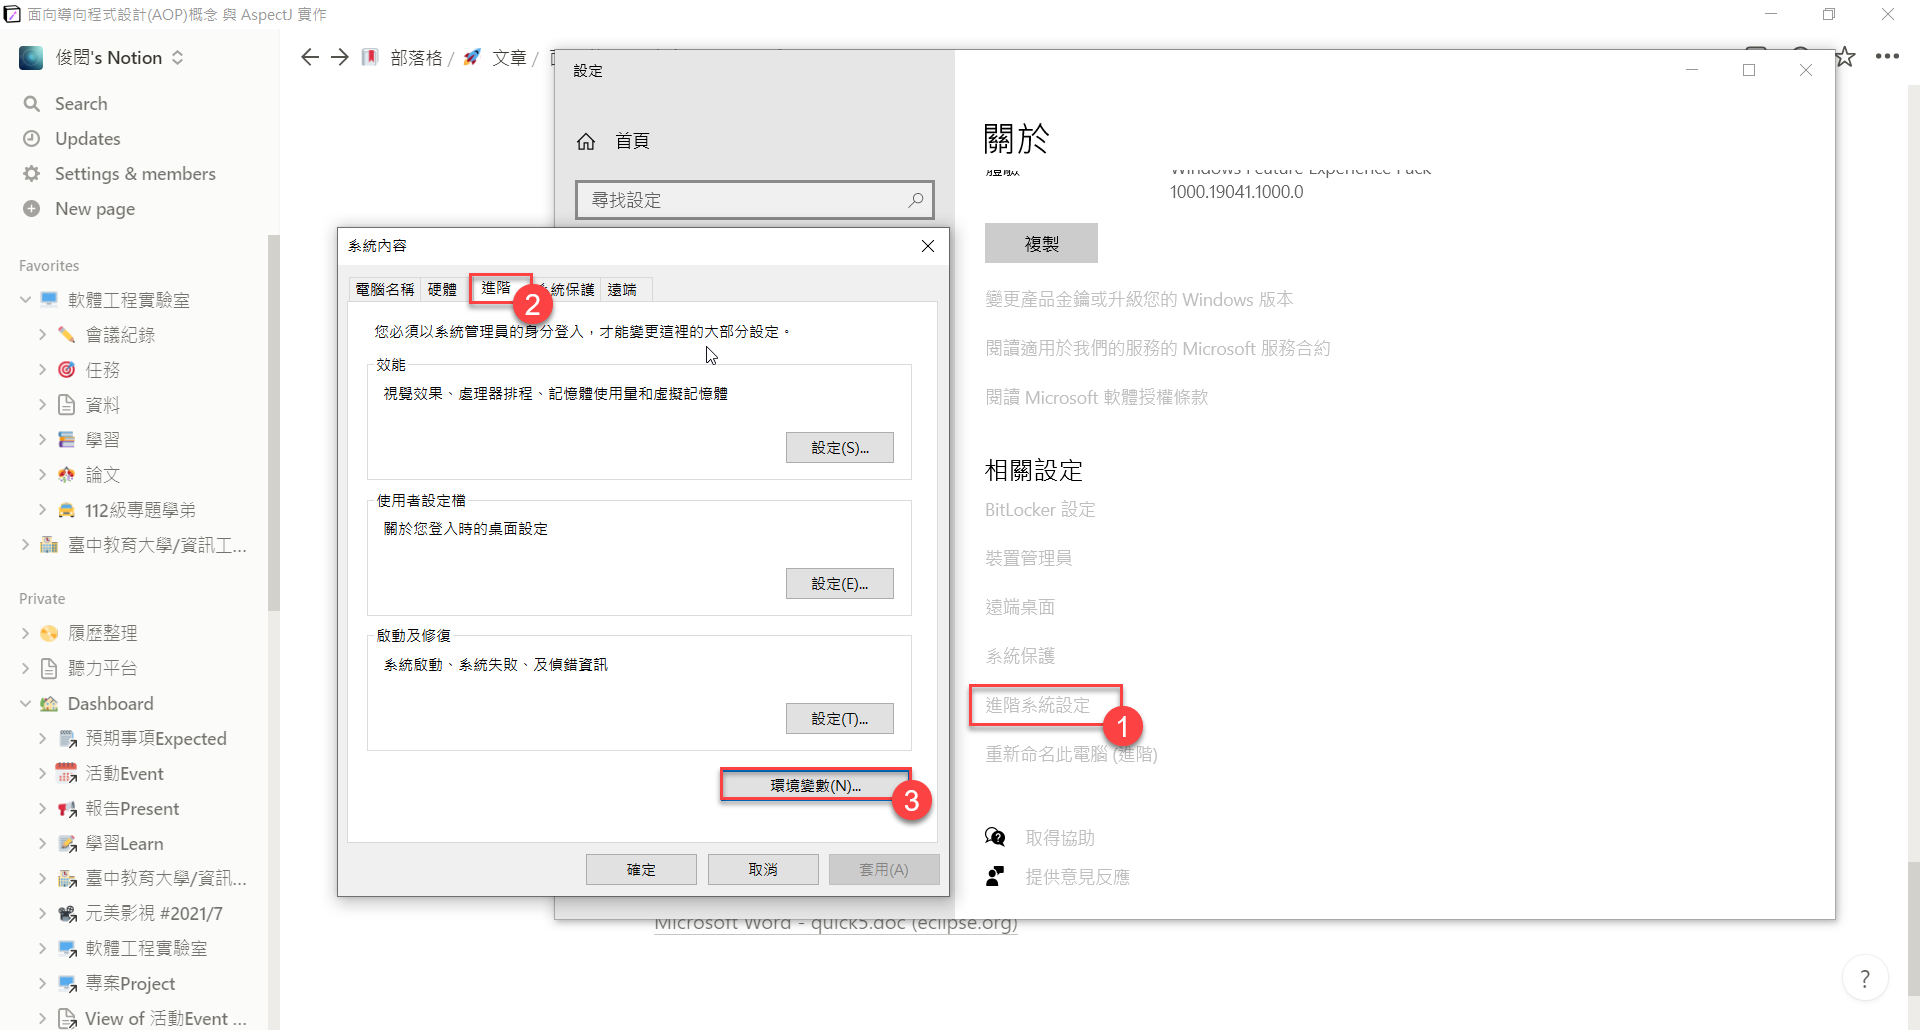 面向導向程式設計(AOP)概念 與 AspectJ 實作
俊閎's Notion
Search
Updates
Settings & members
New page
Favorites
軟體工程實驗室
會議紀錄
任務
資料
學習
論文
112級專題學弟
臺中教育大學/資訊工...
Private
履歷整理
聽力平台
Dashboard
預期事項Expected
活動Event
報告Present
學習Learn
臺中教育大學/資訊...
元美影視 #2021/7
軟體工程實驗室
專案Project
View of 活動Event ...
部落格 / 文章 /
設定
首頁
尋找設定
系統內容
電腦名稱 硬體 進階 系統保護 遠端
2
您必須以系統管理員的身分登入，才能變更這裡的大部分設定。
效能
視覺效果、處理器排程、記憶體使用量和虛擬記憶體
設定(S)...
使用者設定檔
關於您登入時的桌面設定
設定(E)...
啟動及修復
系統啟動、系統失敗、及偵錯資訊
設定(T)...
環境變數(N)...
3
確定 取消 套用(A)
關於
體驗 Windows Feature Experience Pack
1000.19041.1000.0
複製
變更產品金鑰或升級您的 Windows 版本
閱讀適用於我們的服務的 Microsoft 服務合約
閱讀 Microsoft 軟體授權條款
相關設定
BitLocker 設定
裝置管理員
遠端桌面
系統保護
進階系統設定
1
重新命名此電腦 (進階)
取得協助
提供意見反應
Microsoft Word - quick5.doc (eclipse.org)
?